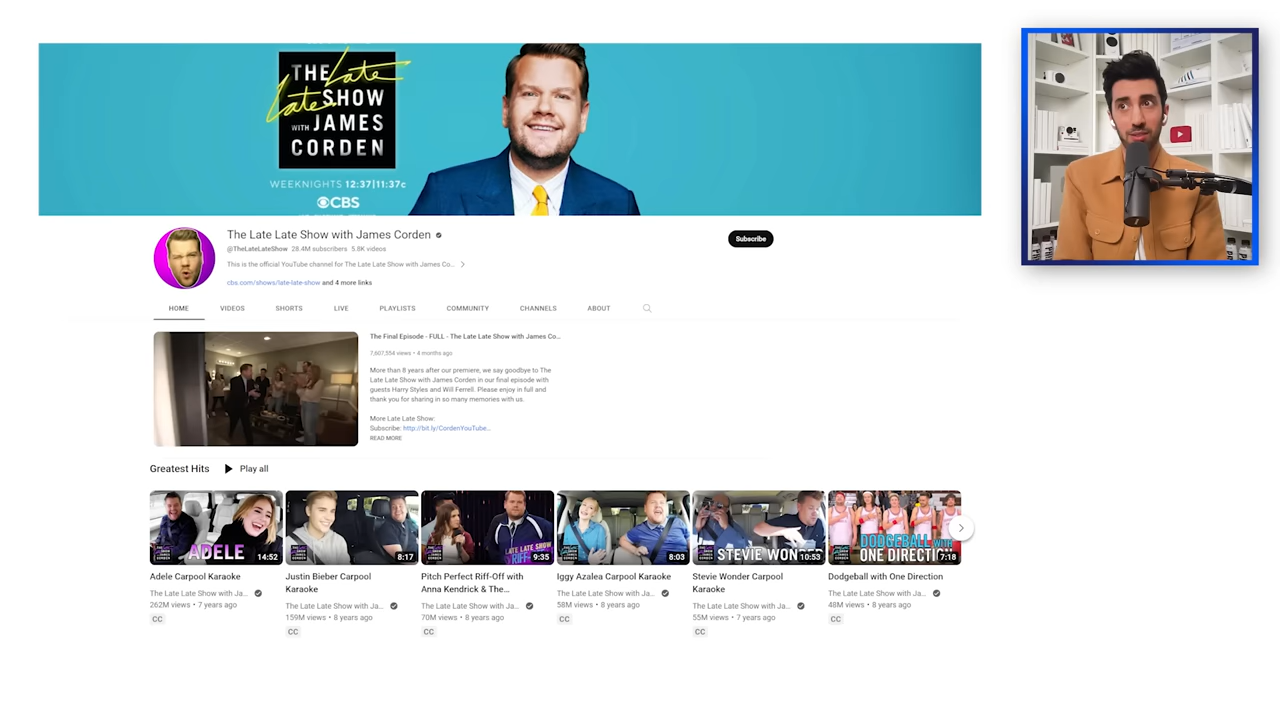 THE Late
Late SHOW
WITH JAMES
CORDEN
WEEKNIGHTS 12:37|11:37c
CBS
The Late Late Show with James Corden
@TheLateLateShow 28.4M subscribers 5.8K videos
This is the official YouTube channel for The Late Late Show with James Co...
cbs.com/shows/late-late-show and 4 more links
Subscribe
HOME VIDEOS SHORTS LIVE PLAYLISTS COMMUNITY CHANNELS ABOUT
The Final Episode - FULL - The Late Late Show with James Co...
7,607,554 views • 4 months ago
More than 8 years after our premiere, we say goodbye to The
Late Late Show with James Corden in our final episode with
guests Harry Styles and Will Ferrell. Please enjoy in full and
thank you for sharing in so many memories with us.
More Late Late Show:
Subscribe: http://bit.ly/CordenYouTube...
READ MORE
Greatest Hits Play all
ADELE
14:52
8:17
LATE LATE SHOW
RIFF-
9:35
8:03
STEVIE WONDER
10:53
DODGEBALL WITH
ONE DIRECTION
7:18
Adele Carpool Karaoke
The Late Late Show with Ja...
262M views • 7 years ago
CC
Justin Bieber Carpool
Karaoke
The Late Late Show with Ja...
159M views • 8 years ago
CC
Pitch Perfect Riff-Off with
Anna Kendrick & The...
The Late Late Show with Ja...
70M views • 8 years ago
CC
Iggy Azalea Carpool Karaoke
The Late Late Show with Ja...
58M views • 8 years ago
CC
Stevie Wonder Carpool
Karaoke
The Late Late Show with Ja...
55M views • 7 years ago
CC
Dodgeball with One Direction
The Late Late Show with Ja...
48M views • 8 years ago
CC